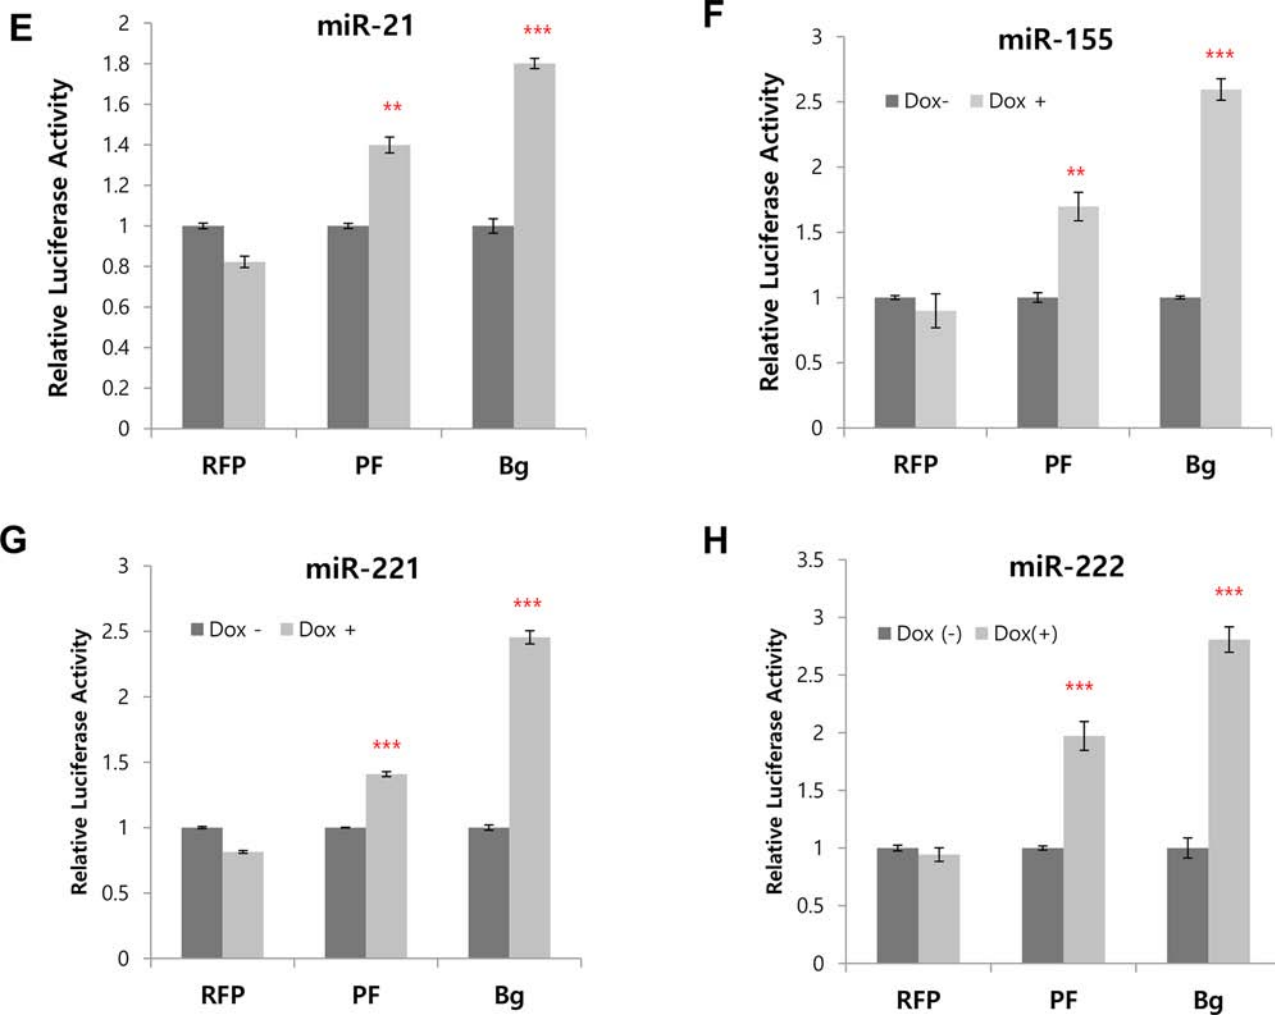 E
miR-21
Relative Luciferase Activity
2
1.8
1.6
1.4
1.2
1
0.8
0.6
0.4
0.2
0
***
**
RFP PF Bg
F
miR-155
Relative Luciferase Activity
3
2.5
2
1.5
1
0.5
0
Dox- Dox +
***
**
RFP PF Bg
G
miR-221
Relative Luciferase Activity
3
2.5
2
1.5
1
0.5
0
Dox - Dox +
***
***
RFP PF Bg
H
miR-222
Relative Luciferase Activity
3.5
3
2.5
2
1.5
1
0.5
0
Dox (-) Dox(+)
***
***
RFP PF Bg